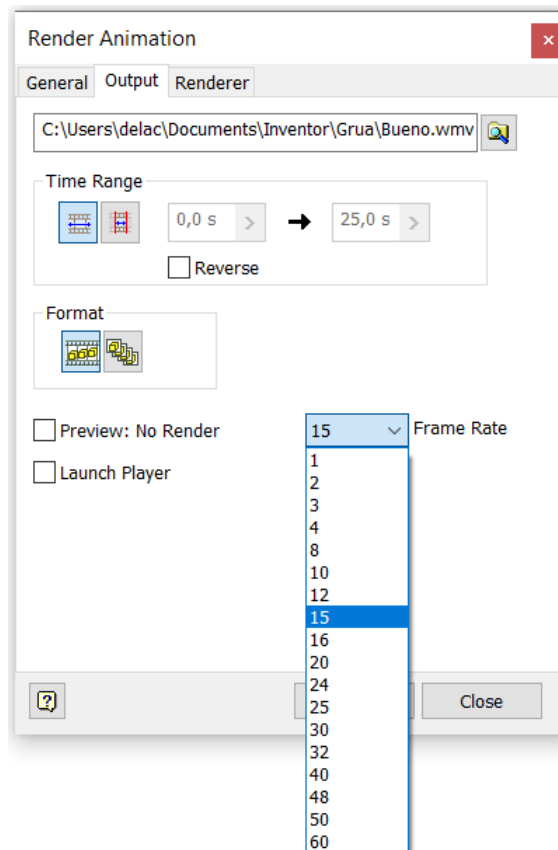 Render Animation
General Output Renderer
C:\Users\delac\Documents\Inventor\Grua\Bueno.wmv
Time Range
0,0 s 25,0 s
Reverse
Format
Preview: No Render
15 Frame Rate
Launch Player
1
2
3
4
8
10
12
15
16
20
24
25
30
32
40
48
50
60
Close